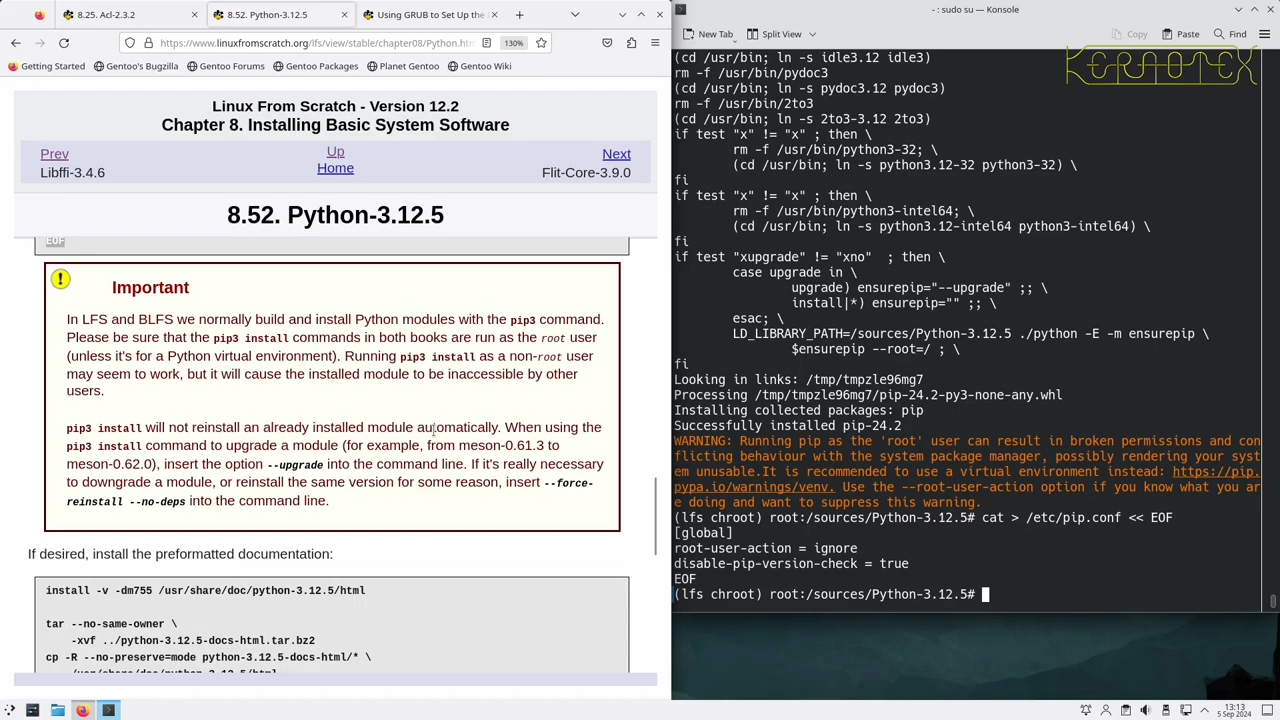 8.25. Acl-2.3.2
8.52. Python-3.12.5
Using GRUB to Set Up the
https://www.linuxfromscratch.org/lfs/view/stable/chapter08/Python.htm
130%
Getting Started
Gentoo's Bugzilla
Gentoo Forums
Gentoo Packages
Planet Gentoo
Gentoo Wiki
Linux From Scratch - Version 12.2
Chapter 8. Installing Basic System Software
Prev
Up
Next
Libffi-3.4.6
Home
Flit-Core-3.9.0
8.52. Python-3.12.5
EOF
Important
In LFS and BLFS we normally build and install Python modules with the pip3 command.
Please be sure that the pip3 install commands in both books are run as the root user
(unless it's for a Python virtual environment). Running pip3 install as a non-root user
may seem to work, but it will cause the installed module to be inaccessible by other
users.
pip3 install will not reinstall an already installed module automatically. When using the
pip3 install command to upgrade a module (for example, from meson-0.61.3 to
meson-0.62.0), insert the option --upgrade into the command line. If it's really necessary
to downgrade a module, or reinstall the same version for some reason, insert --force-
reinstall --no-deps into the command line.
If desired, install the preformatted documentation:
install -v -dm755 /usr/share/doc/python-3.12.5/html
tar --no-same-owner \
-xvf ../python-3.12.5-docs-html.tar.bz2
cp -R --no-preserve=mode python-3.12.5-docs-html/* \
/usr/share/doc/python-3.12.5/html
- : sudo su — Konsole
New Tab
Split View
Copy
Paste
Find
KERNOTEX
(cd /usr/bin; ln -s idle3.12 idle3)
rm -f /usr/bin/pydoc3
(cd /usr/bin; ln -s pydoc3.12 pydoc3)
rm -f /usr/bin/2to3
(cd /usr/bin; ln -s 2to3-3.12 2to3)
if test "x" != "x" ; then \
rm -f /usr/bin/python3-32; \
(cd /usr/bin; ln -s python3.12-32 python3-32) \
fi
if test "x" != "x" ; then \
rm -f /usr/bin/python3-intel64; \
(cd /usr/bin; ln -s python3.12-intel64 python3-intel64) \
fi
if test "xupgrade" != "xno"  ; then \
case upgrade in \
upgrade) ensurepip="--upgrade" ;; \
install|*) ensurepip="" ;; \
esac; \
LD_LIBRARY_PATH=/sources/Python-3.12.5 ./python -E -m ensurepip \
$ensurepip --root=/ ; \
fi
Looking in links: /tmp/tmpzle96mg7
Processing /tmp/tmpzle96mg7/pip-24.2-py3-none-any.whl
Installing collected packages: pip
Successfully installed pip-24.2
WARNING: Running pip as the 'root' user can result in broken permissions and con
flicting behaviour with the system package manager, possibly rendering your syst
em unusable.It is recommended to use a virtual environment instead: https://pip.
pypa.io/warnings/venv. Use the --root-user-action option if you know what you ar
e doing and want to suppress this warning.
(lfs chroot) root:/sources/Python-3.12.5# cat > /etc/pip.conf << EOF
[global]
root-user-action = ignore
disable-pip-version-check = true
EOF
(lfs chroot) root:/sources/Python-3.12.5#
13:13
5 Sep 2024